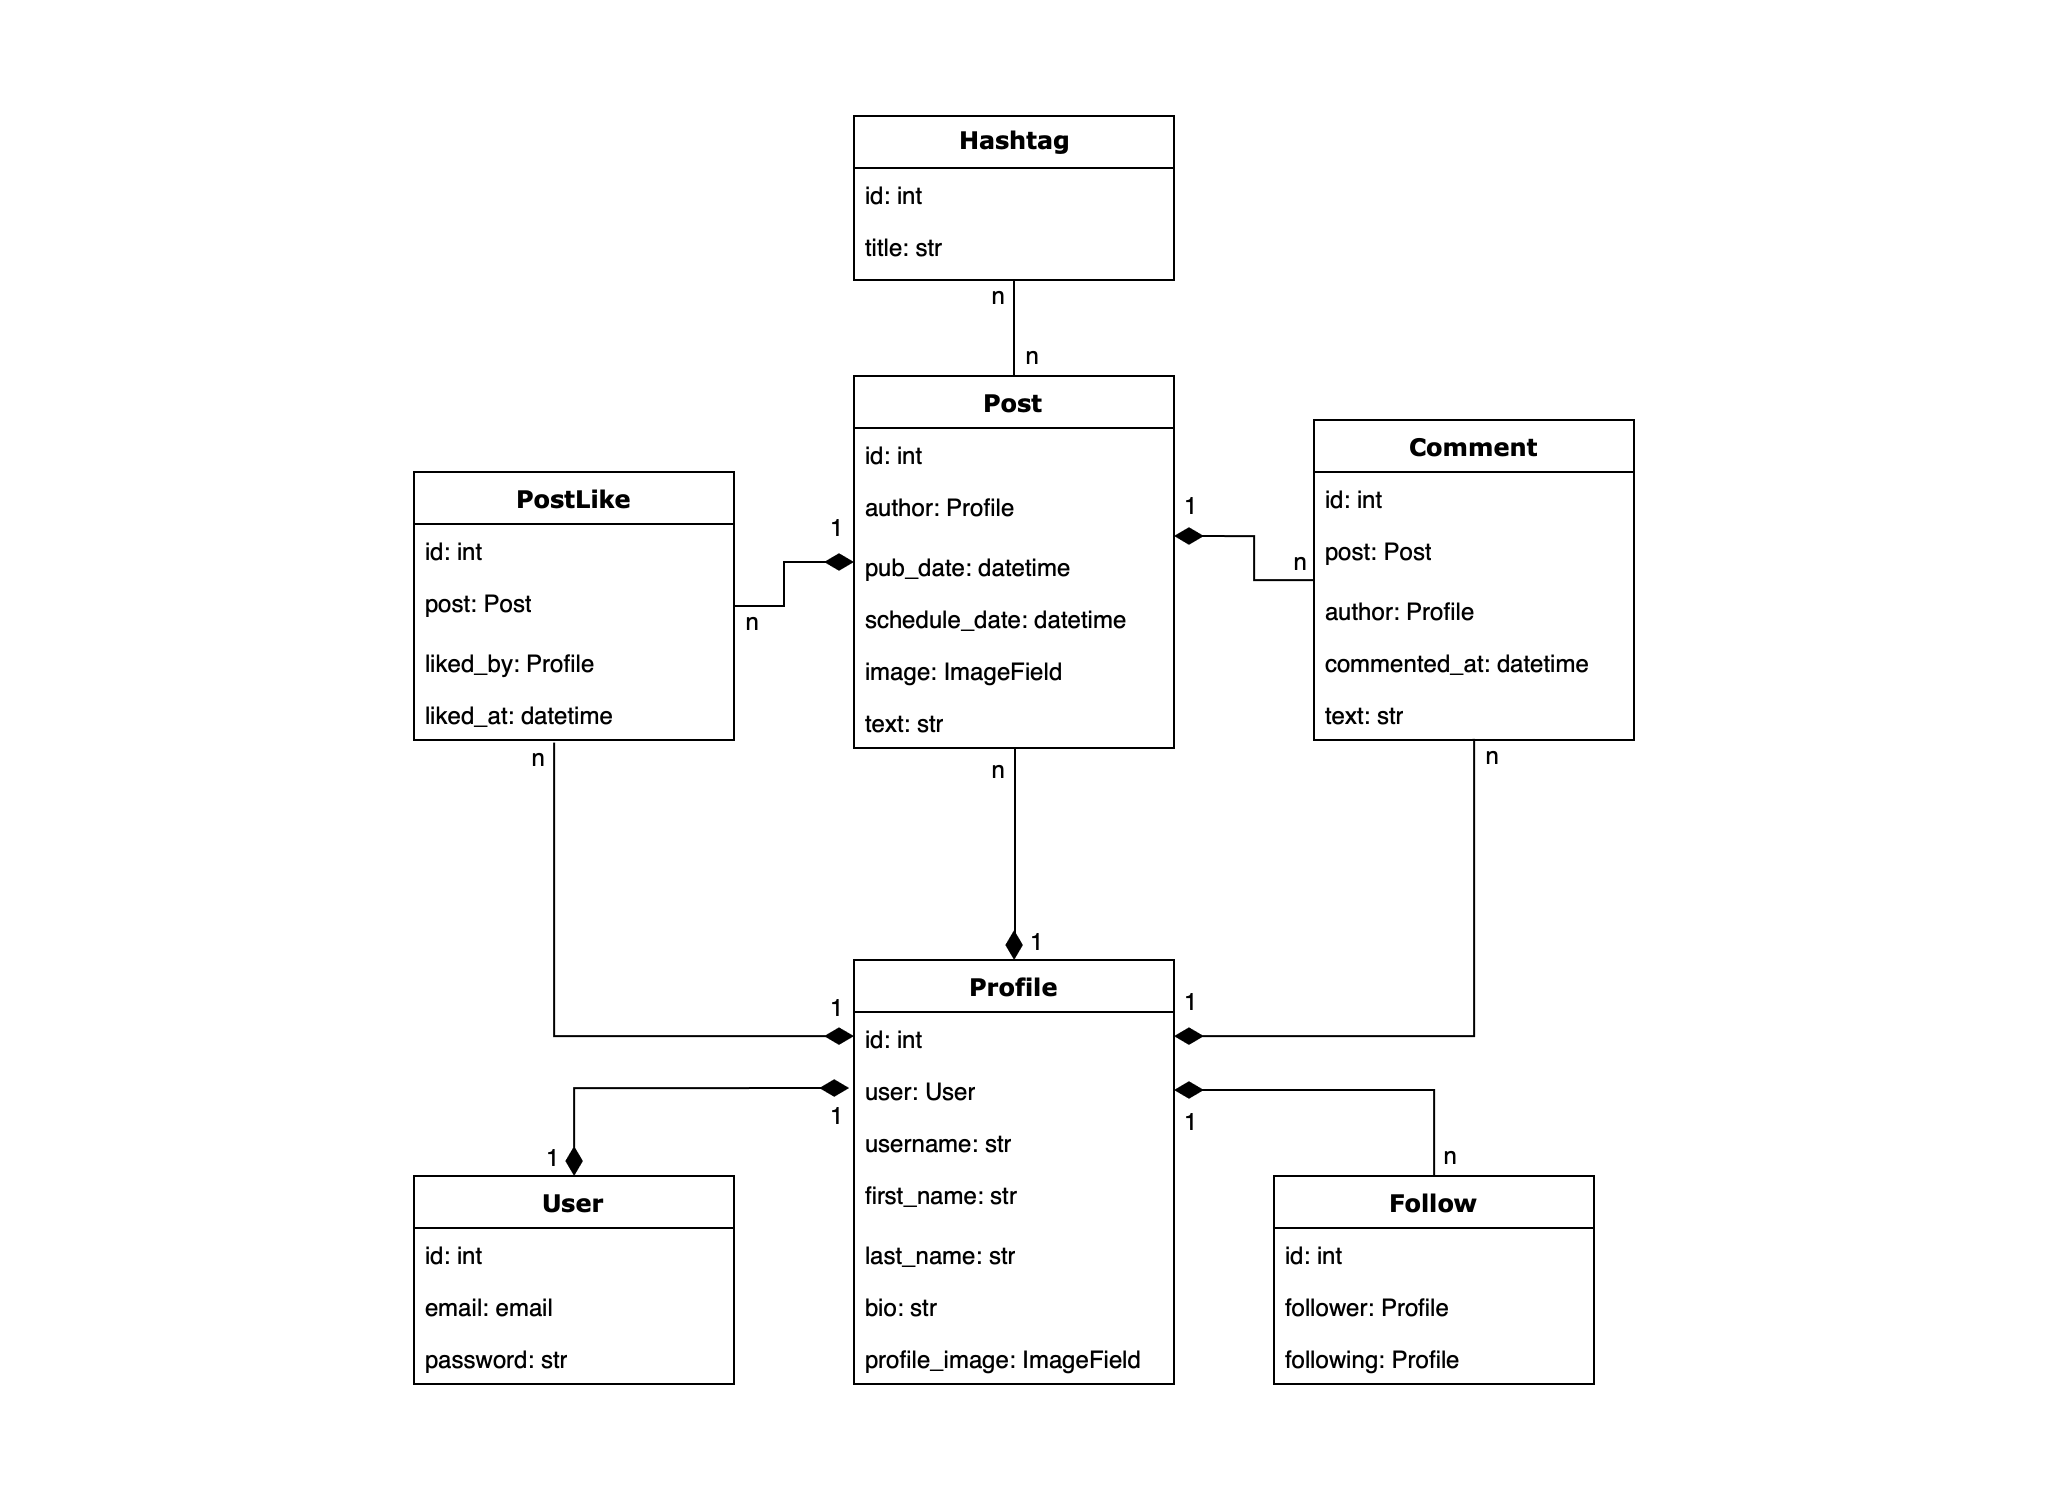 Hashtag
id: int
title: str
n
n
Post
id: int
author: Profile
pub_date: datetime
schedule_date: datetime
image: ImageField
text: str
1
n
1
n
n
PostLike
id: int
post: Post
liked_by: Profile
liked_at: datetime
n
Comment
id: int
post: Post
author: Profile
commented_at: datetime
text: str
n
1
1
1
Profile
id: int
user: User
username: str
first_name: str
last_name: str
bio: str
profile_image: ImageField
1
1
1
n
User
id: int
email: email
password: str
Follow
id: int
follower: Profile
following: Profile